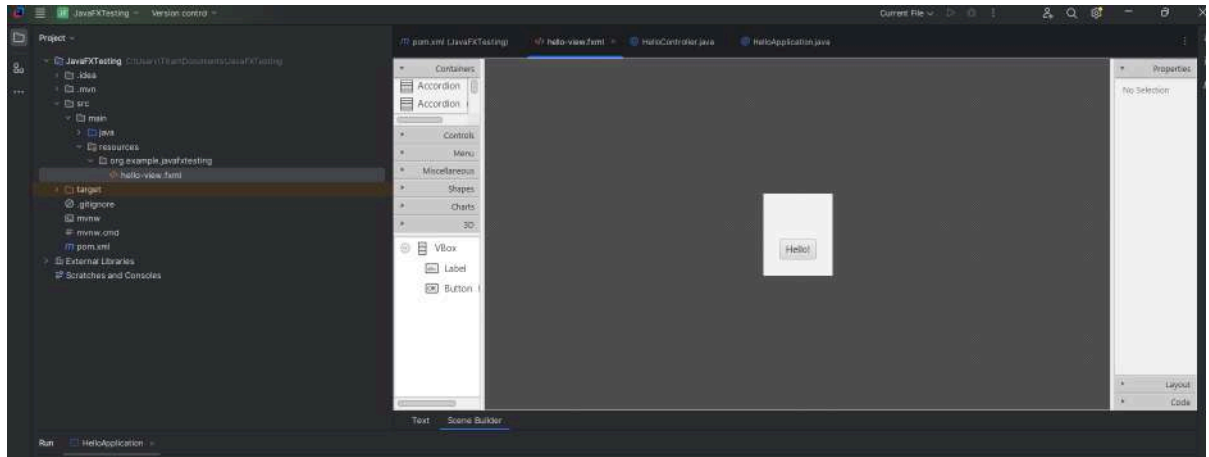 JavaFXTesting
Version control
Current File
Project
JavaFXTesting
.idea
.mvn
src
main
java
resources
org.example.javafxtesting
hello-view.fxml
target
.gitignore
mvnw
mvnw.cmd
pom.xml
External Libraries
Scratches and Consoles
pom.xml (JavaFXTesting)
hello-view.fxml
HelloController.java
HelloApplication.java
Containers
Accordion
Accordion
Controls
Menu
Miscellaneous
Shapes
Charts
3D
VBox
Label
Button
Hello!
Properties
No Selection
Layout
Code
Text
Scene Builder
Run
HelloApplication